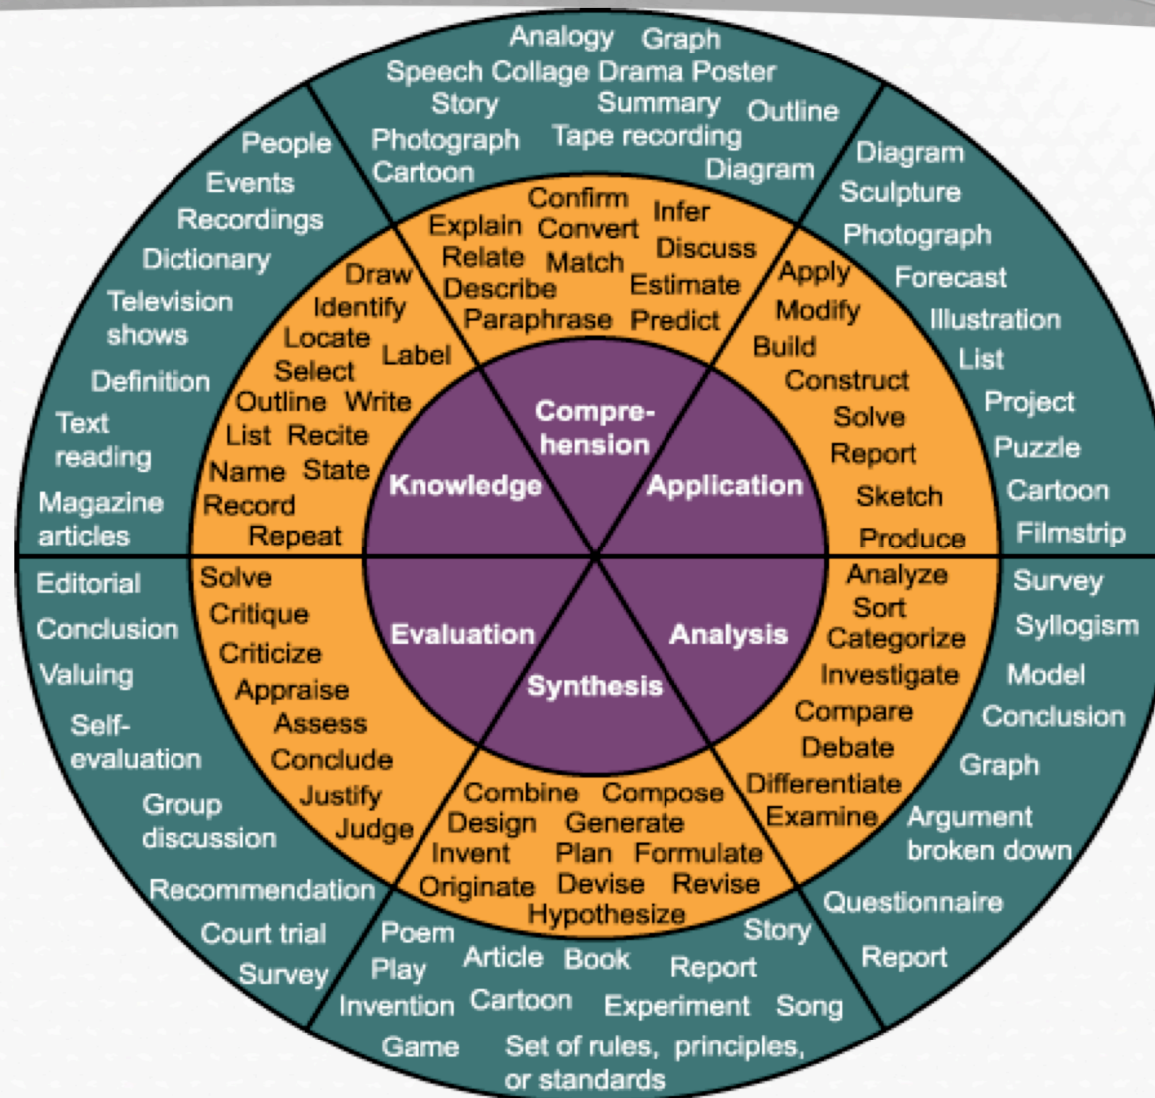 Analogy Graph
Speech Collage Drama Poster
Story Summary Outline
Photograph Tape recording
Cartoon Diagram
Confirm Infer
Explain Convert Discuss
Relate Match
Describe Estimate
Paraphrase Predict
Compre-
hension
Diagram
Sculpture
Photograph
Forecast
Illustration
List
Project
Puzzle
Cartoon
Filmstrip
Apply
Modify
Build
Construct
Solve
Report
Sketch
Produce
Application
Survey
Syllogism
Model
Conclusion
Graph
Argument
broken down
Questionnaire
Report
Analyze
Sort
Categorize
Investigate
Compare
Debate
Differentiate
Examine
Analysis
Synthesis
Combine Compose
Design Generate
Invent Plan Formulate
Originate Devise Revise
Hypothesize
Poem Story
Play Article Book Report
Invention Cartoon Experiment Song
Game Set of rules, principles,
or standards
Evaluation
Solve
Critique
Criticize
Appraise
Assess
Conclude
Justify
Judge
Editorial
Conclusion
Valuing
Self-
evaluation
Group
discussion
Recommendation
Court trial
Survey
Knowledge
Draw
Identify
Locate Label
Select
Outline Write
List Recite
Name State
Record
Repeat
People
Events
Recordings
Dictionary
Television
shows
Definition
Text
reading
Magazine
articles